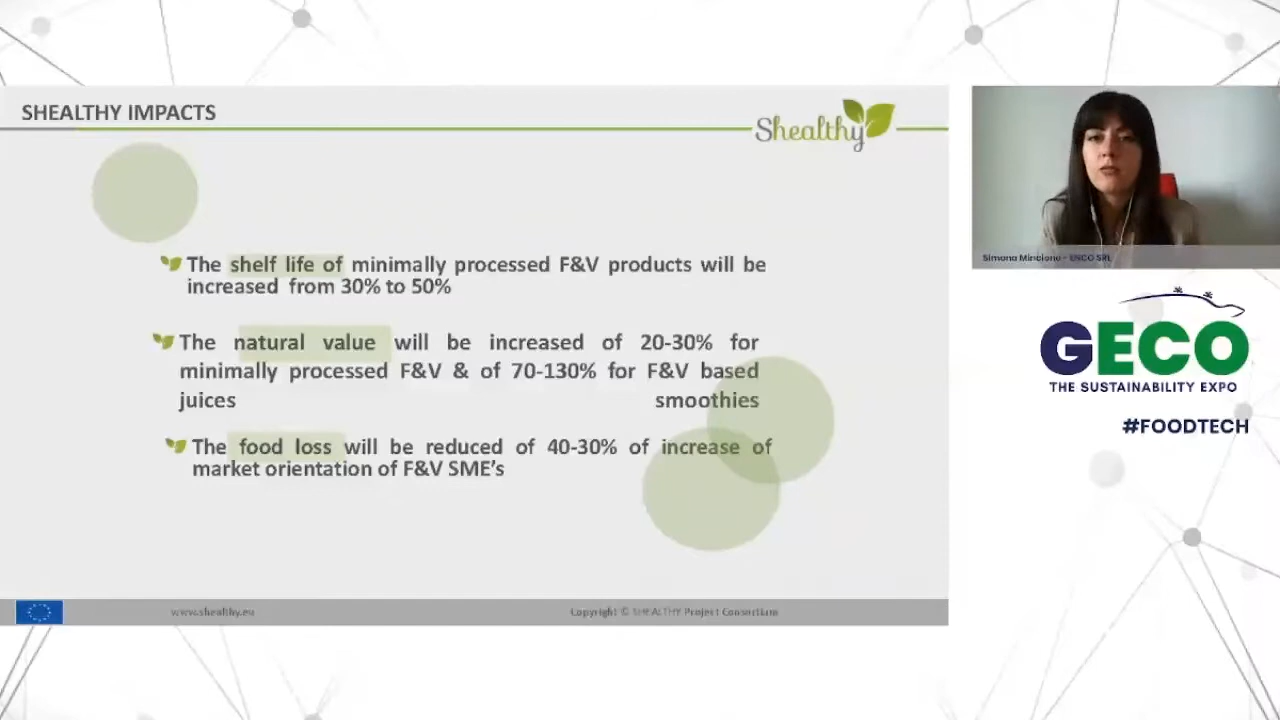 SHEALTHY IMPACTS
Shealthy
The shelf life of minimally processed F&V products will be
increased from 30% to 50%
The natural value will be increased of 20-30% for
minimally processed F&V & of 70-130% for F&V based
juices smoothies
The food loss will be reduced of 40-30% of increase of
market orientation of F&V SME's
www.shealthy.eu
Copyright © SHEALTHY Project Consortium
Simona Mincione - ENCO SRL
GECO
THE SUSTAINABILITY EXPO
#FOODTECH